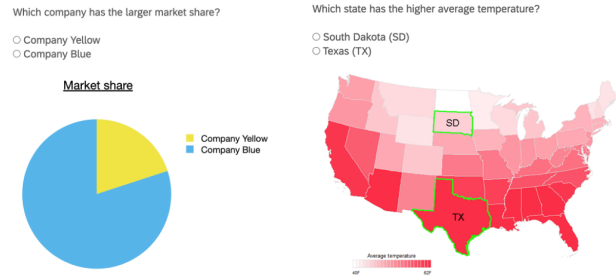 Which company has the larger market share?
Company Yellow
Company Blue
Market share
Company Yellow
Company Blue
Which state has the higher average temperature?
South Dakota (SD)
Texas (TX)
SD
TX
Average temperature
40F
82F